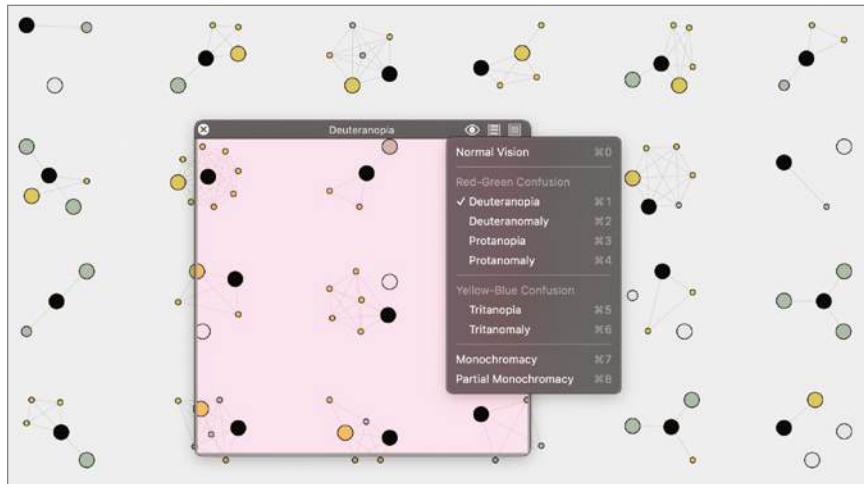 Deuteranopia
Normal Vision ⌘0
Red-Green Confusion
✓ Deuteranopia ⌘1
Deuteranomaly ⌘2
Protanopia ⌘3
Protanomaly ⌘4
Yellow-Blue Confusion
Tritanopia ⌘5
Tritanomaly ⌘6
Monochromacy ⌘7
Partial Monochromacy ⌘8